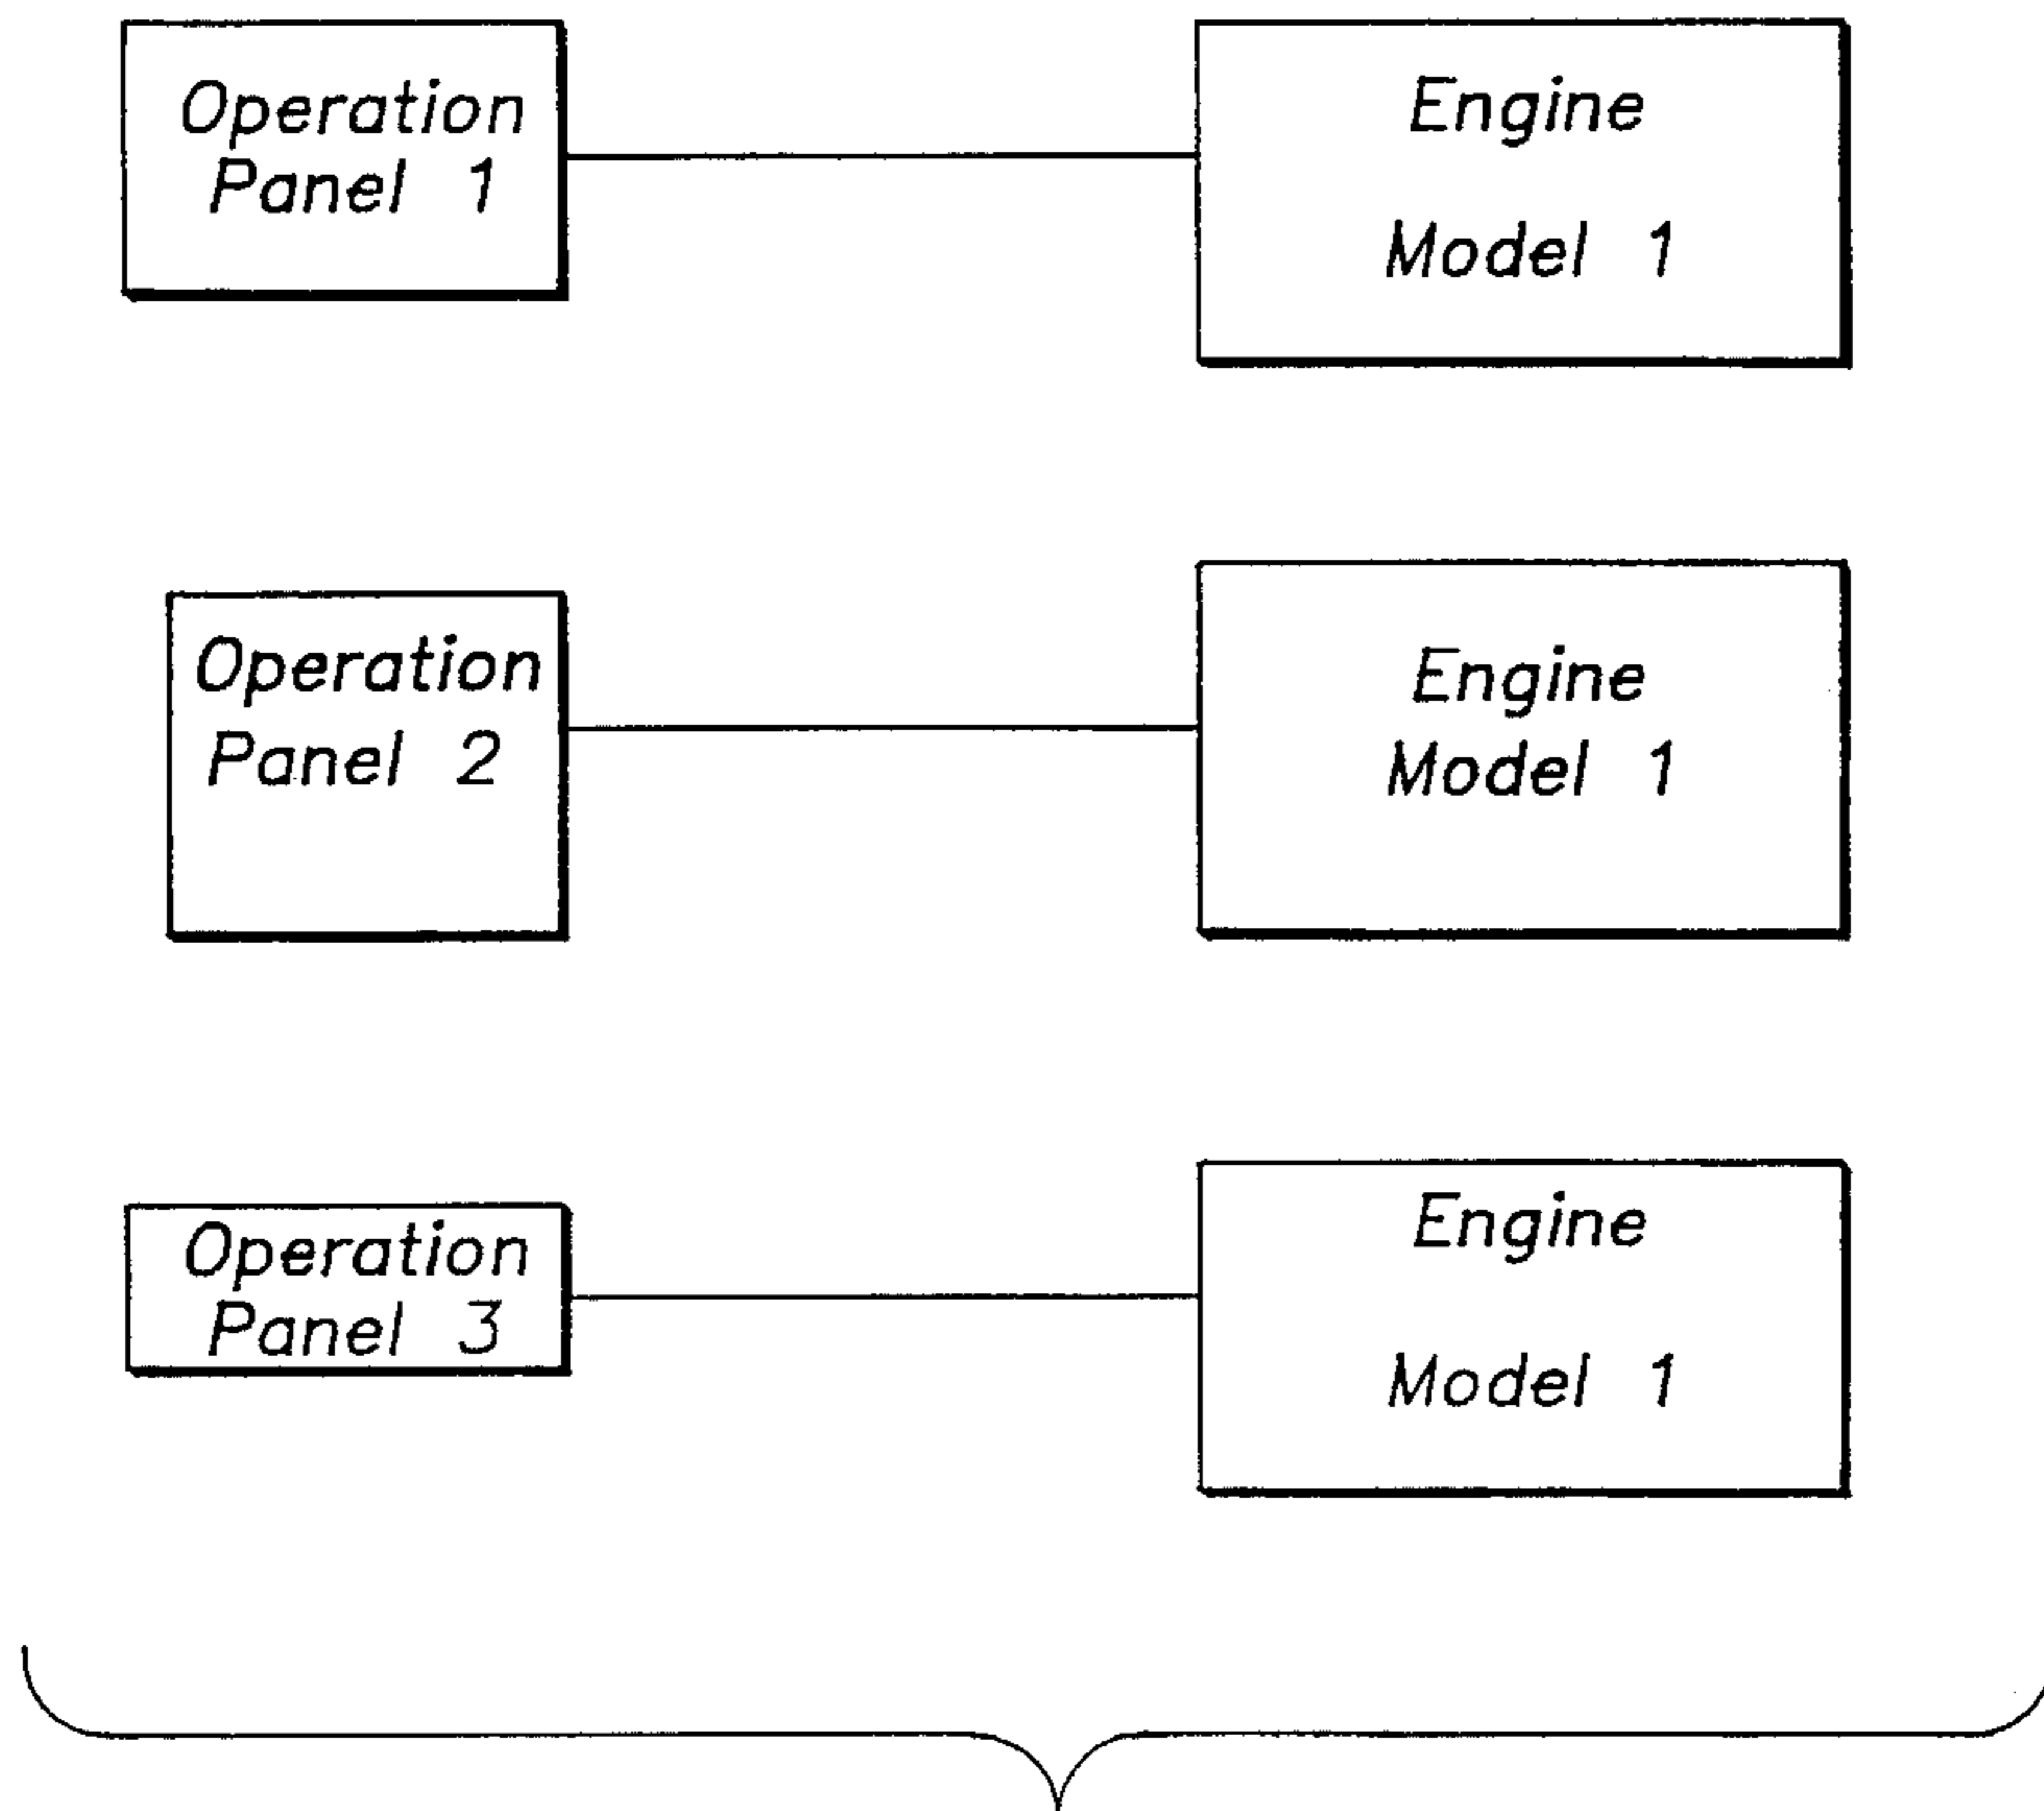 Operation
Panel 1
Engine
Model 1
Operation
Panel 2
Engine
Model 1
Operation
Panel 3
Engine
Model 1